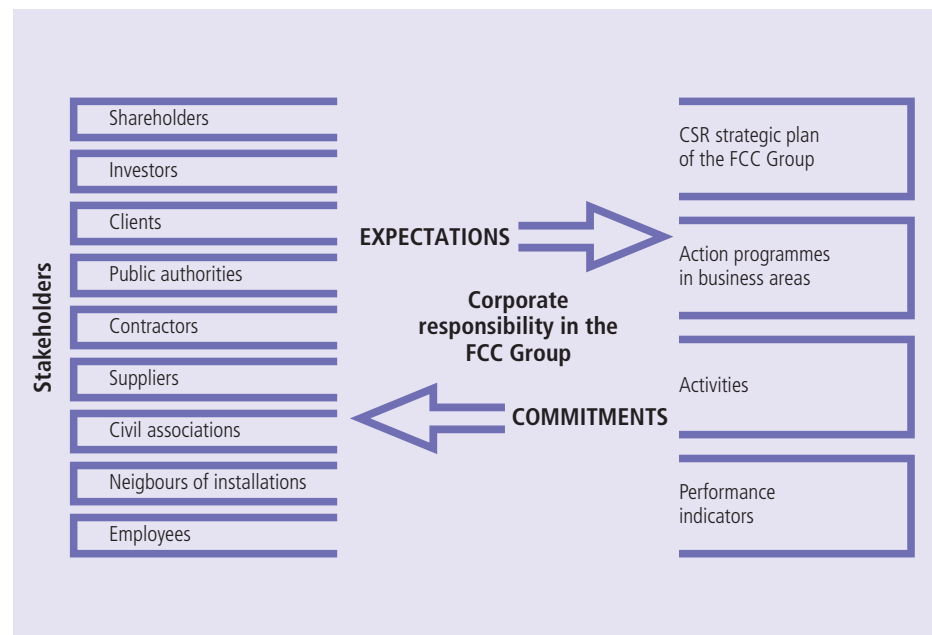 Stakeholders
Shareholders
Investors
Clients
Public authorities
Contractors
Suppliers
Civil associations
Neigbours of installations
Employees
EXPECTATIONS
Corporate
responsibility in the
FCC Group
COMMITMENTS
CSR strategic plan
of the FCC Group
Action programmes
in business areas
Activities
Performance
indicators